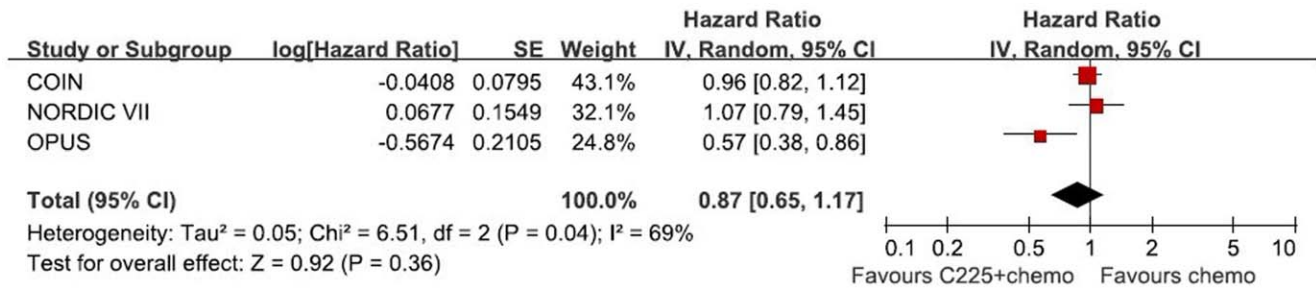 Hazard Ratio Hazard Ratio
Study or Subgroup log[Hazard Ratio] SE Weight IV, Random, 95% CI IV, Random, 95% CI
COIN -0.0408 0.0795 43.1% 0.96 [0.82, 1.12]
NORDIC VII 0.0677 0.1549 32.1% 1.07 [0.79, 1.45]
OPUS -0.5674 0.2105 24.8% 0.57 [0.38, 0.86]
Total (95% CI) 100.0% 0.87 [0.65, 1.17]
Heterogeneity: Tau² = 0.05; Chi² = 6.51, df = 2 (P = 0.04); I² = 69%
0.1 0.2 0.5 1 2 5 10
Test for overall effect: Z = 0.92 (P = 0.36)
Favours C225+chemo Favours chemo